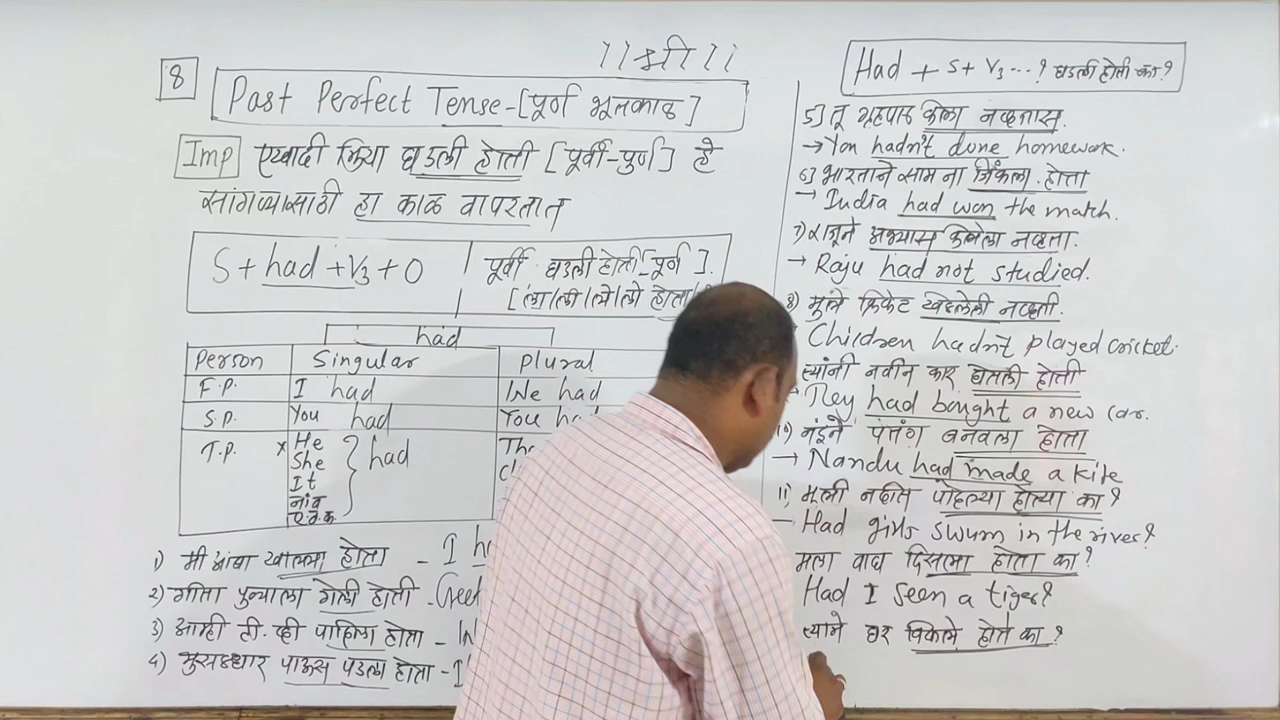 ।।श्री।।
8
Past Perfect Tense-[पूर्ण भूतकाळ]
Imp एखादी क्रिया घडली होती [पूर्वी-पुर्ण] हे
सांगण्यासाठी हा काळ वापरतात
S+had+V3+O
पूर्वी घडली होती-पूर्ण].
[ला/ली/ले/लो होता/
had
Person Singular Plural
F.P. I had We had
S.P. You had You
T.P. x He
She
It
नांव
ए.व.क.
had
1) मी आंबा खाल्ला होता - I
2) गीता पुण्याला गेली होती -
3) आम्ही टी. व्ही पाहिला होता -
4) मुसळधार पाऊस पडला होता -
Had + S+ V3...? घडली होती का?
5) तू गृहपाठ केला नव्हतास.
→You hadn't done homework.
6) भारताने सामना जिंकला होता
→ India had won the match.
7) राजूने अभ्यास केलेला नव्हता.
→ Raju had not studied.
8) मुले क्रिकेट खेळलेली नव्हती.
Children hadn't played cricket.
त्यांनी नवीन कार घेतली होती
They had bought a new car.
10) नंदूने पतंग बनवला होता
→ Nandu had made a kite
11) मुली नदीत पोहल्या होत्या का?
Had girls swum in the river?
मला वाघ दिसला होता का?
Had I seen a tiger?
त्याने घर विकले होते का?